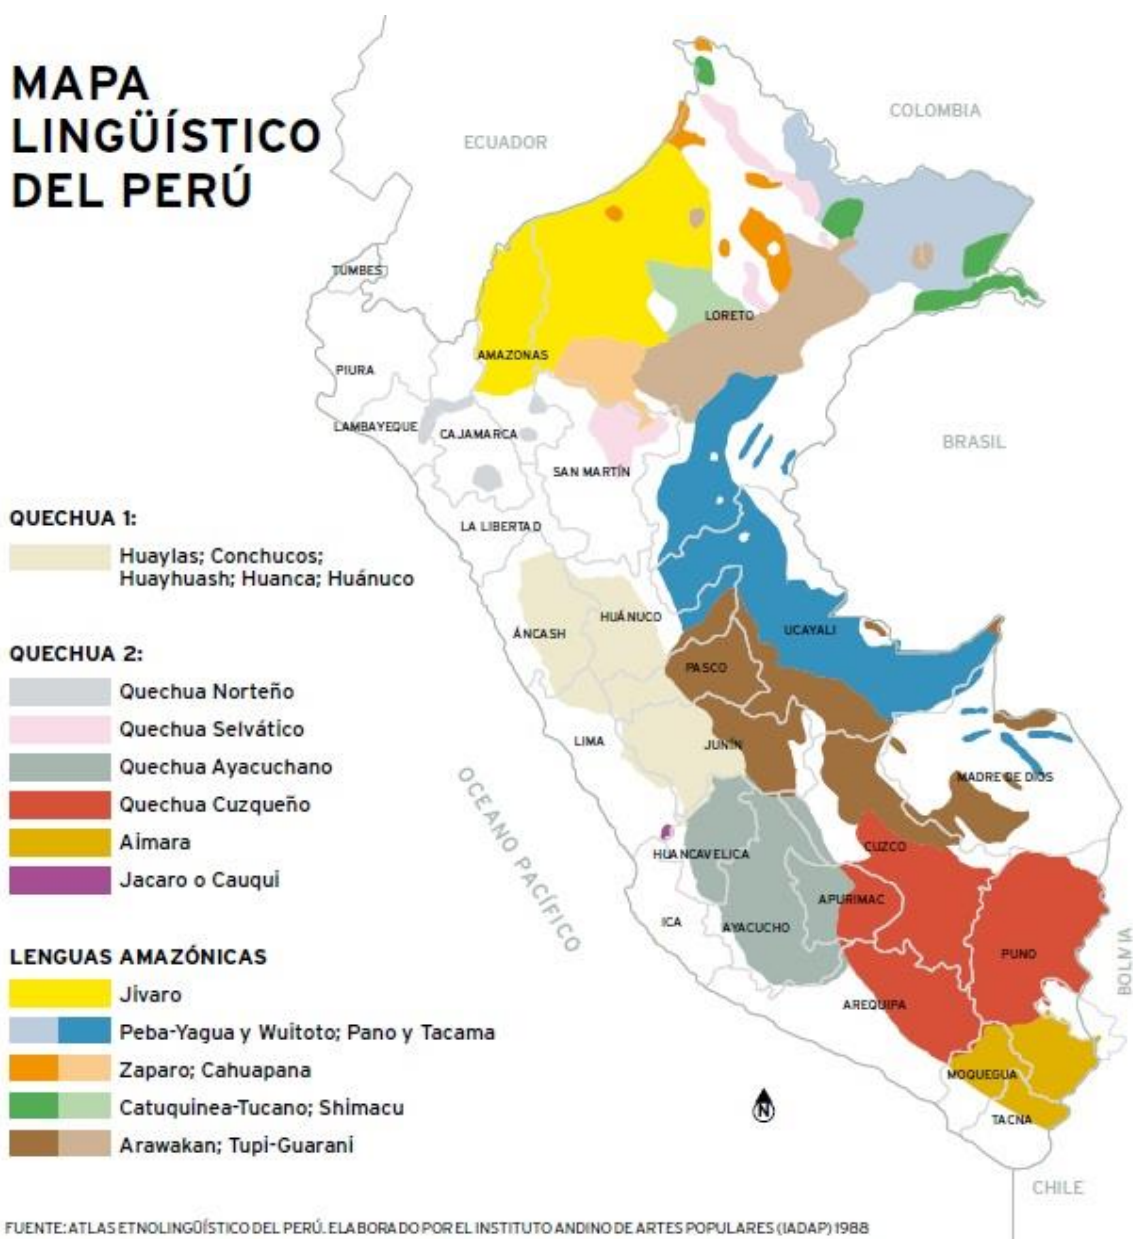 MAPA
LINGÜÍSTICO
DEL PERÚ
ECUADOR
COLOMBIA
TUMBES
LORETO
AMAZONAS
PIURA
LAMBAYEQUE
CAJAMARCA
BRASIL
SAN MARTÍN
LA LIBERTAD
HUÁNUCO
ÁNCASH
UCAYALI
PASCO
LIMA
JUNÍN
MADRE DE DIOS
OCEANO PACÍFICO
HUANCAVELICA
CUZCO
APURIMAC
ICA
AYACUCHO
PUNO
BOLIVIA
AREQUIPA
MOQUEGUA
TACNA
N
CHILE
QUECHUA 1:
Huaylas; Conchucos;
Huayhuash; Huanca; Huánuco
QUECHUA 2:
Quechua Norteño
Quechua Selvático
Quechua Ayacuchano
Quechua Cuzqueño
Aimara
Jacaro o Cauqui
LENGUAS AMAZÓNICAS
Jivaro
Peba-Yagua y Wuitoto; Pano y Tacama
Zaparo; Cahuapana
Catuquinea-Tucano; Shimacu
Arawakan; Tupi-Guarani
FUENTE: ATLAS ETNOLINGÜÍSTICO DEL PERÚ. ELABORADO POR EL INSTITUTO ANDINO DE ARTES POPULARES (IADAP) 1988